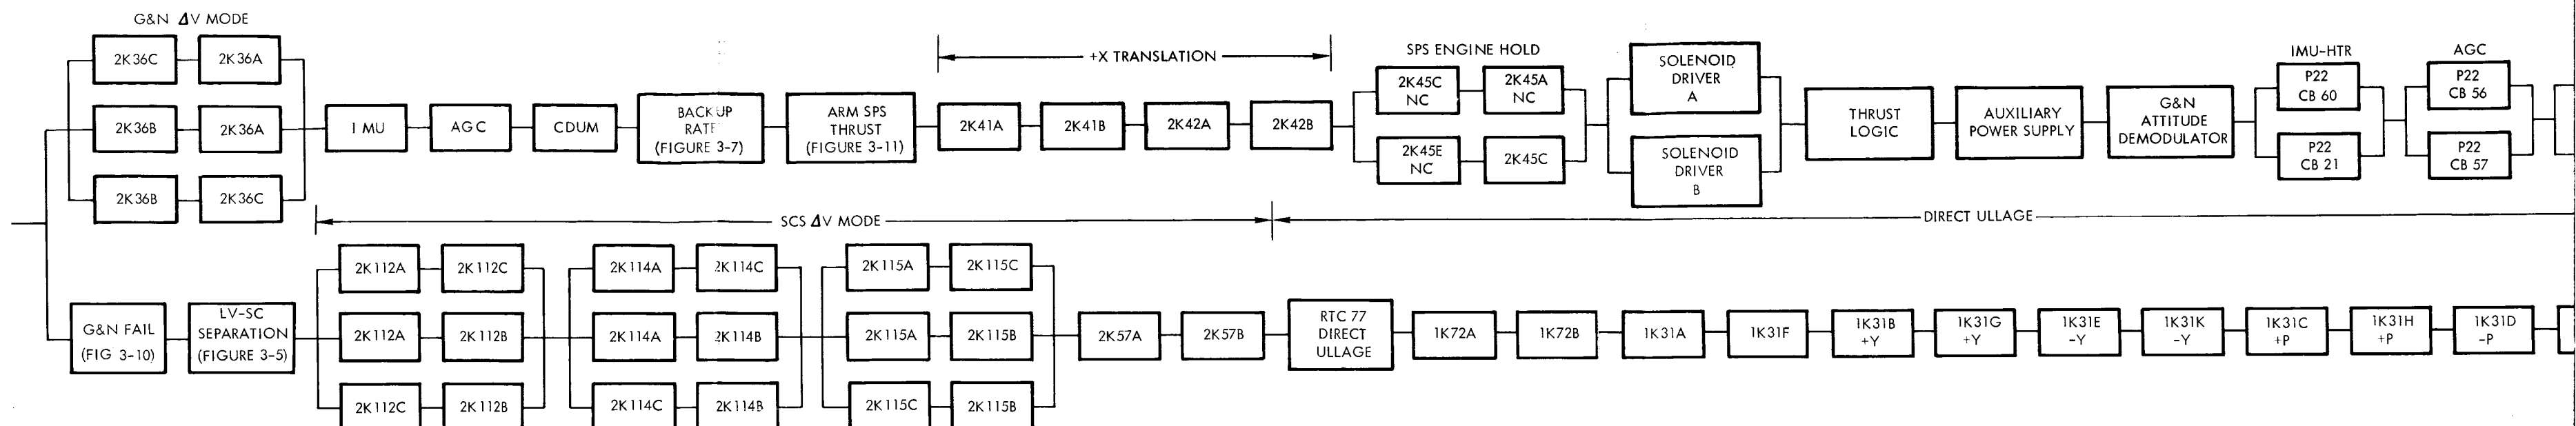 G&N ΔV MODE
2K36C
2K36A
2K36B
2K36A
2K36B
2K36C
IMU
AGC
CDUM
BACKUP
RATE
(FIGURE 3-7)
ARM SPS
THRUST
(FIGURE 3-11)
+X TRANSLATION
2K41A
2K41B
2K42A
2K42B
SPS ENGINE HOLD
2K45C
NC
2K45A
NC
2K45E
NC
2K45C
SOLENOID
DRIVER
A
SOLENOID
DRIVER
B
THRUST
LOGIC
AUXILIARY
POWER SUPPLY
G&N
ATTITUDE
DEMODULATOR
IMU-HTR
P22
CB 60
P22
CB 21
AGC
P22
CB 56
P22
CB 57
SCS ΔV MODE
DIRECT ULLAGE
G&N FAIL
(FIG 3-10)
LV-SC
SEPARATION
(FIGURE 3-5)
2K112A
2K112C
2K112A
2K112B
2K112C
2K112B
2K114A
2K114C
2K114A
2K114B
2K114C
2K114B
2K115A
2K115C
2K115A
2K115B
2K115C
2K115B
2K57A
2K57B
RTC 77
DIRECT
ULLAGE
1K72A
1K72B
1K31A
1K31F
1K31B
+Y
1K31G
+Y
1K31E
-Y
1K31K
-Y
1K31C
+P
1K31H
+P
1K31D
-P